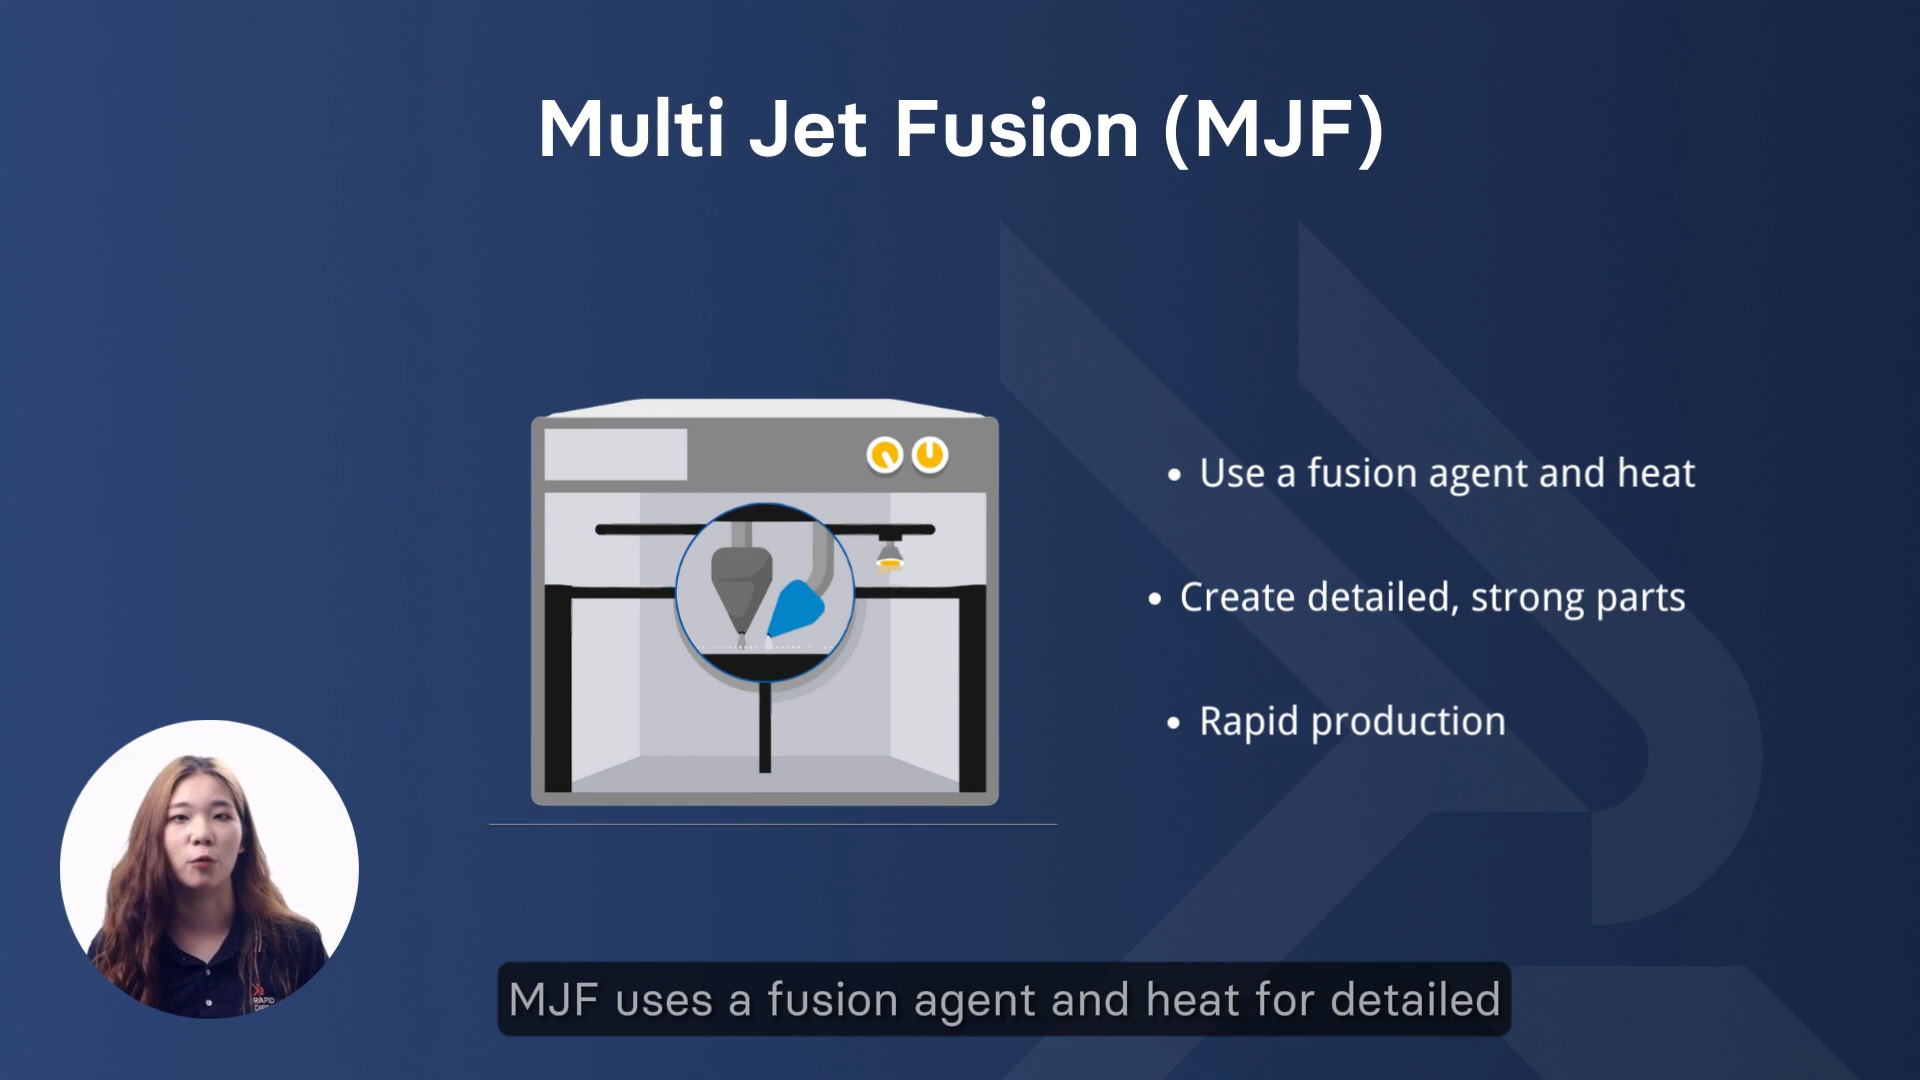 Multi Jet Fusion (MJF)
• Use a fusion agent and heat
• Create detailed, strong parts
• Rapid production
RAPID
MJF uses a fusion agent and heat for detailed